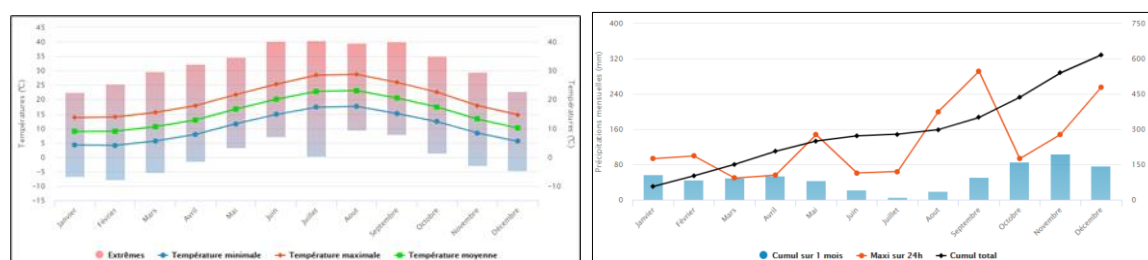 45
40
35
30
25
20
15
10
5
0
−5
−10
−15
Températures (°C)
40
30
20
10
0
−10
Températures (°C)
Janvier
Février
Mars
Avril
Mai
Juin
Juillet
Aout
Septembre
Octobre
Novembre
Décembre
Extrêmes
Température minimale
Température maximale
Température moyenne
400
320
240
160
80
0
Précipitations mensuelles (mm)
750
600
450
300
150
0
Janvier
Février
Mars
Avril
Mai
Juin
Juillet
Aout
Septembre
Octobre
Novembre
Décembre
Cumul sur 1 mois
Maxi sur 24h
Cumul total